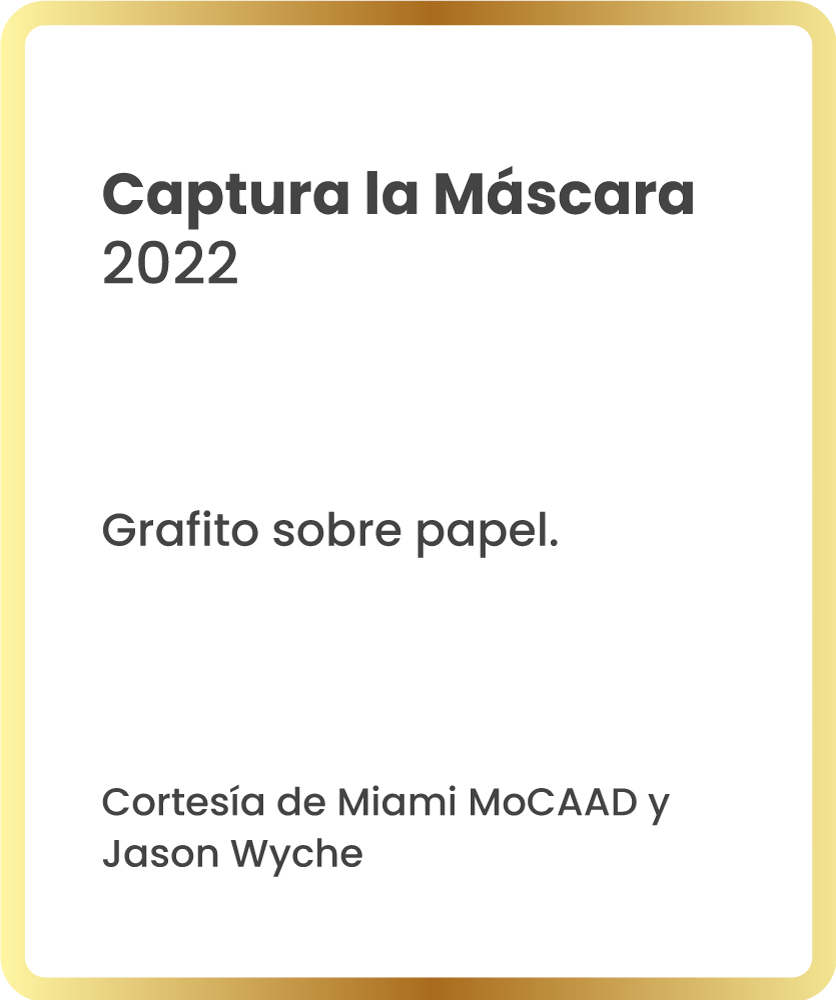 Captura la Máscara
2022
Grafito sobre papel.
Cortesía de Miami MoCAAD y
Jason Wyche